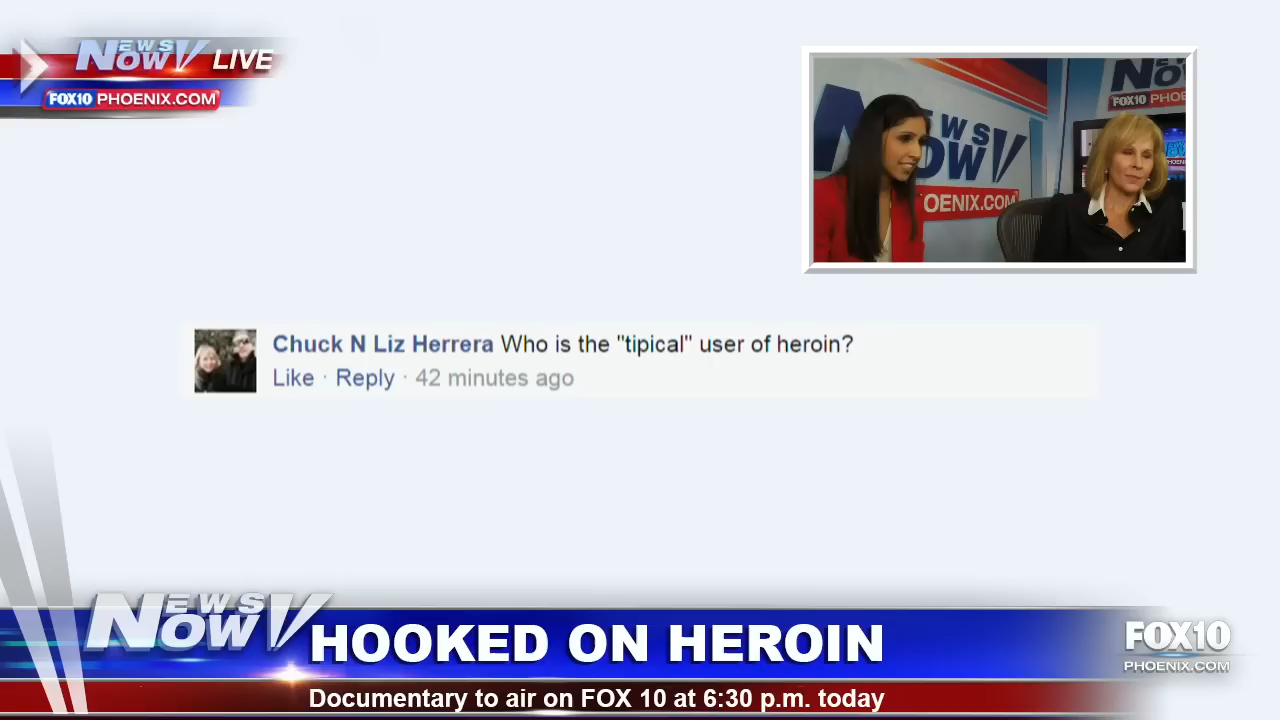 NEWS
NOW LIVE
FOX10 PHOENIX.COM
NEWS
NOW
OENIX.COM
NE
NO
FOX10 PHOE
Chuck N Liz Herrera Who is the "tipical" user of heroin?
Like · Reply · 42 minutes ago
NEWS
NOW
HOOKED ON HEROIN
FOX10
PHOENIX.COM
Documentary to air on FOX 10 at 6:30 p.m. today